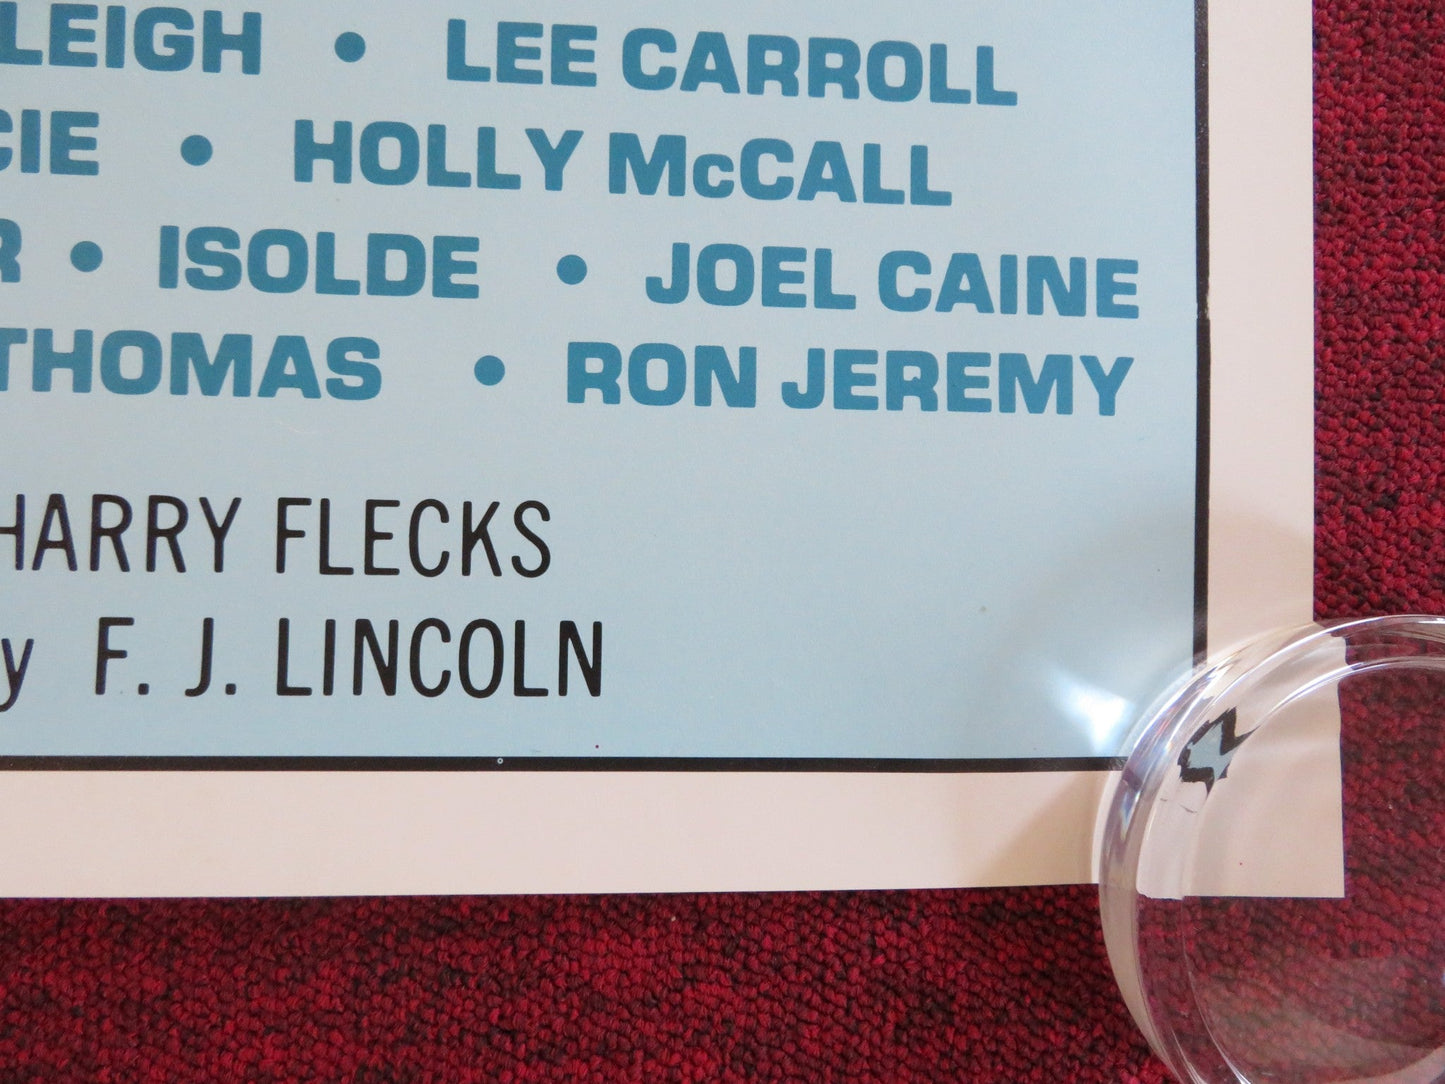 LEIGH • LEE CARROLL
CIE • HOLLY McCALL
R • ISOLDE • JOEL CAINE
THOMAS • RON JEREMY
HARRY FLECKS
y F. J. LINCOLN